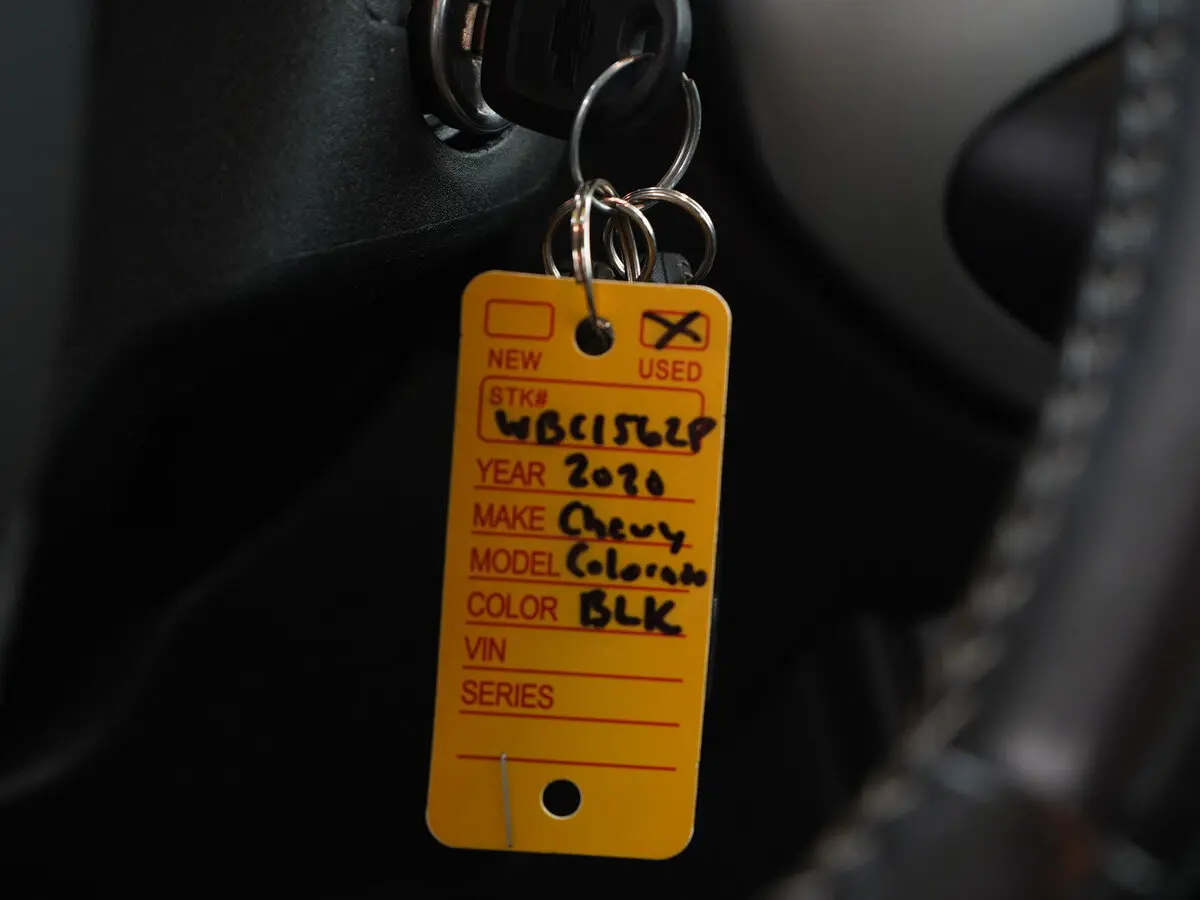 NEW USED
STK#
WBC1562P
YEAR 2020
MAKE Chevy
MODEL Colorado
COLOR BLK
VIN
SERIES